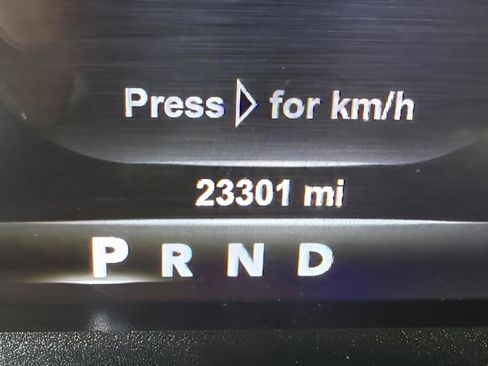 Press ▷ for km/h
23301 mi
P R N D